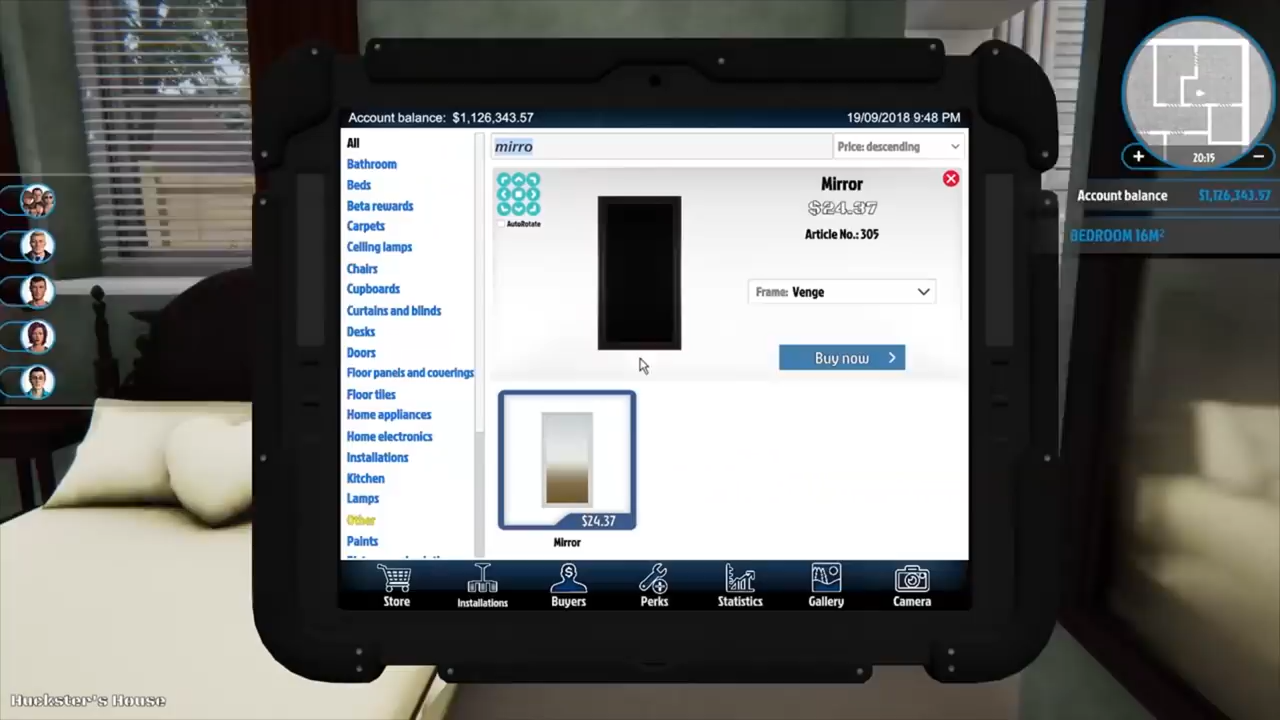 Account balance: $1,126,343.57
19/09/2018 9:48 PM
All
Bathroom
Beds
Beta rewards
Carpets
Ceiling lamps
Chairs
Cupboards
Curtains and blinds
Desks
Doors
Floor panels and coverings
Floor tiles
Home appliances
Home electronics
Installations
Kitchen
Lamps
Other
Paints
mirro
Price: descending
AutoRotate
Mirror
$24.37
Article No.: 305
Frame: Venge
Buy now
$24.37
Mirror
Store
Installations
Buyers
Perks
Statistics
Gallery
Camera
20:15
Account balance $1,126,343.57
BEDROOM 16M²
Huckster's House